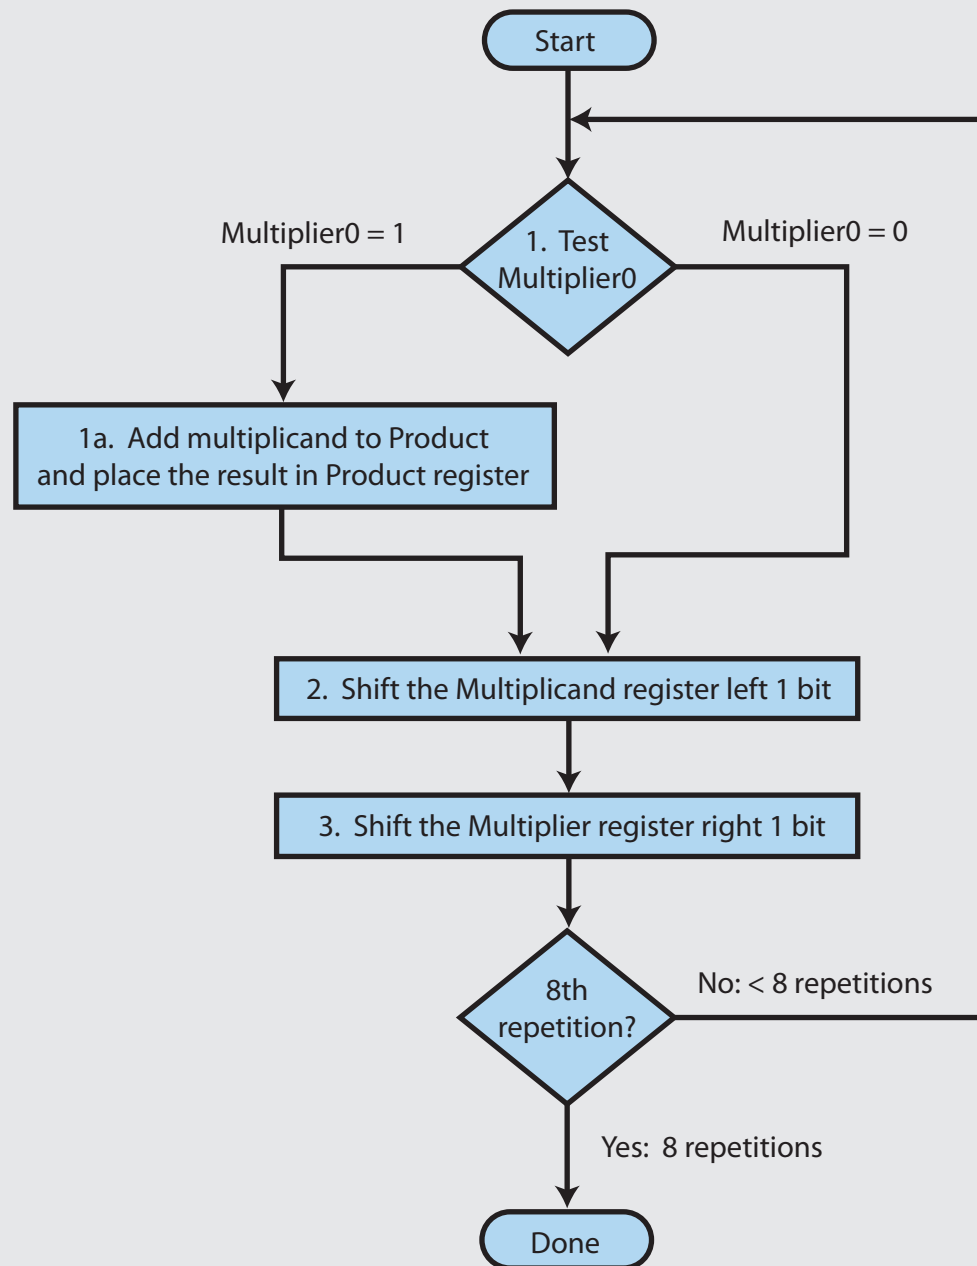 Start
Multiplier0 = 1
1. Test
Multiplier0
Multiplier0 = 0
1a. Add multiplicand to Product
and place the result in Product register
2. Shift the Multiplicand register left 1 bit
3. Shift the Multiplier register right 1 bit
8th
repetition?
No: < 8 repetitions
Yes: 8 repetitions
Done